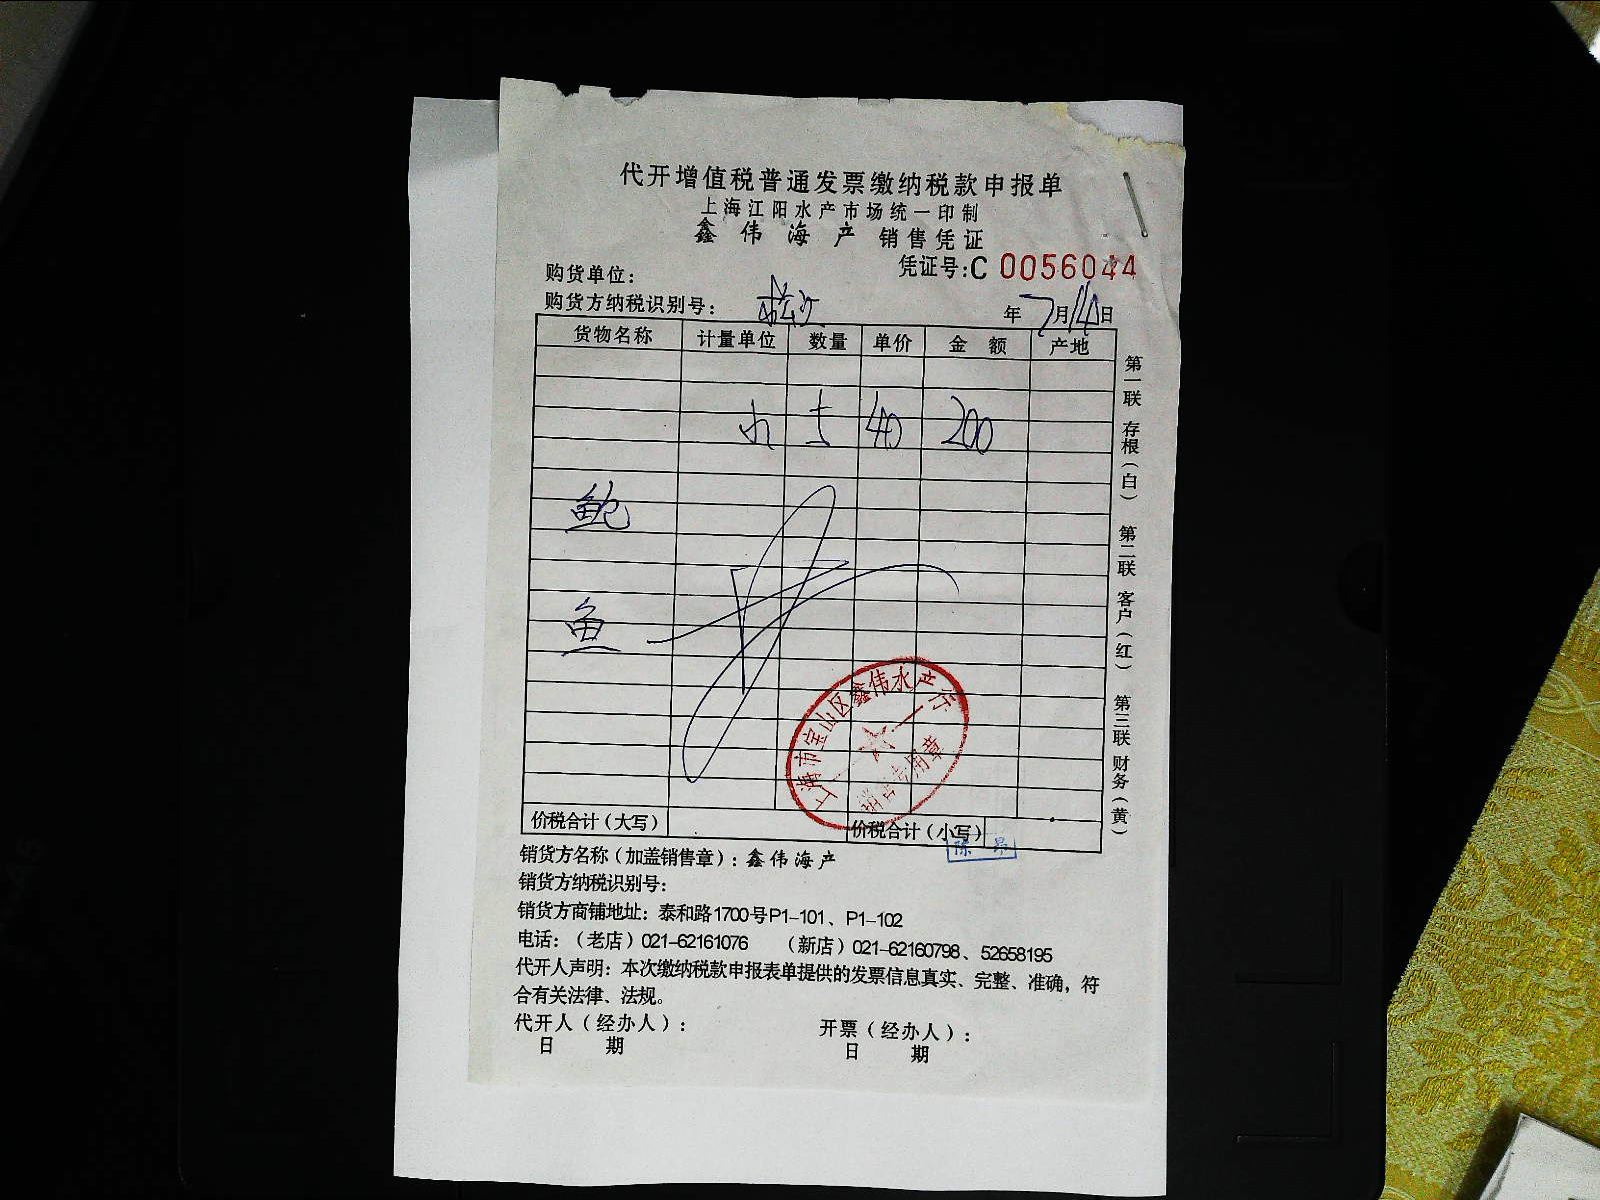 代开增值税普通发票缴纳税款申报单
上海江阳水产市场统一印制
鑫伟海产 销售凭证
凭证号:C 0056044
购货单位:
购货方纳税识别号:
年7月14日
货物名称 计量单位 数量 单价 金额 产地
40 200
鲍
鱼
上海市宝山区鑫伟水产行
销售专用章
价税合计(大写) 价税合计(小写)
陈
第一联 存根(白) 第二联 客户(红) 第三联 财务(黄)
销货方名称(加盖销售章):鑫伟海产
销货方纳税识别号:
销货方商铺地址:泰和路1700号P1-101、P1-102
电话:(老店)021-62161076 (新店)021-62160798、52658195
代开人声明:本次缴纳税款申报表单提供的发票信息真实、完整、准确,符
合有关法律、法规。
代开人(经办人): 开票(经办人):
日期 日期